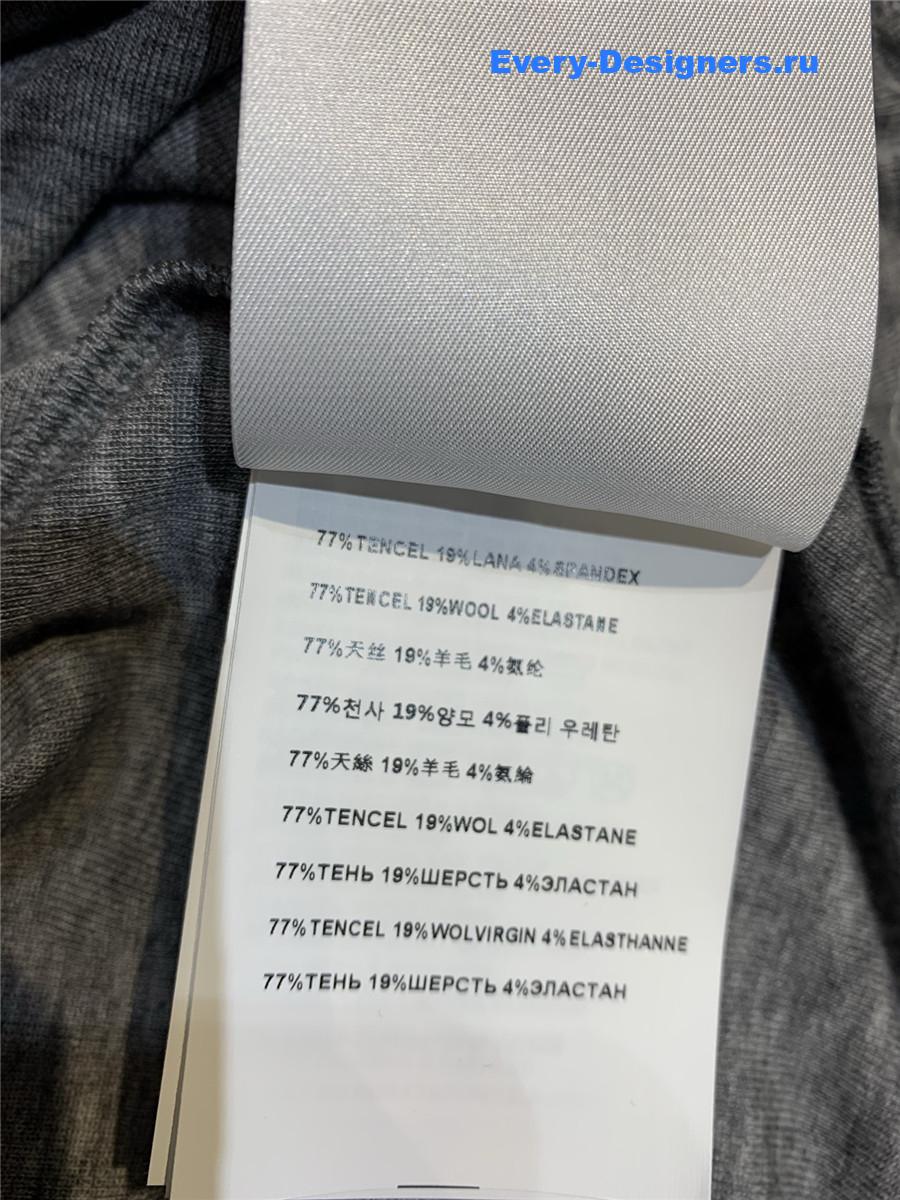 Every-Designers.ru
77%TENCEL 19%LANA 4%SPANDEX
77%TENCEL 19%WOOL 4%ELASTANE
77%天丝 19%羊毛 4%氨纶
77%천사 19%양모 4%폴리 우레탄
77%天絲 19%羊毛 4%氨綸
77%TENCEL 19%WOL 4%ELASTANE
77%ТЕНЬ 19%ШЕРСТЬ 4%ЭЛАСТАН
77%TENCEL 19%WOLVIRGIN 4%ELASTHANNE
77%ТЕНЬ 19%ШЕРСТЬ 4%ЭЛАСТАН